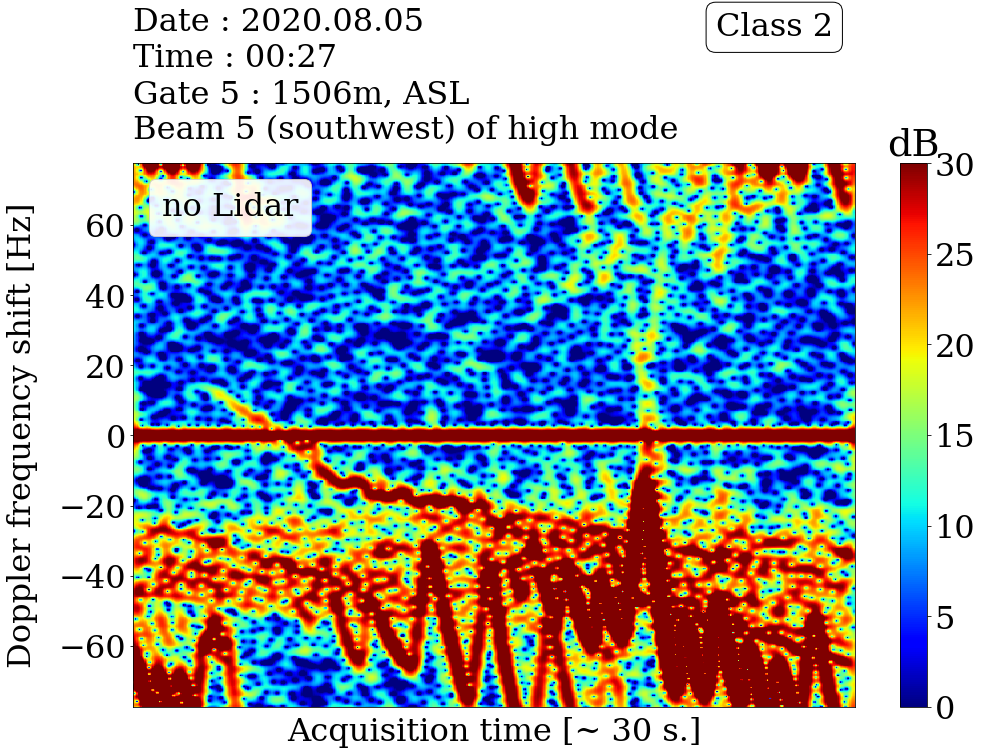 Date : 2020.08.05
Time : 00:27
Gate 5 : 1506m, ASL
Beam 5 (southwest) of high mode
Class 2
dB
no Lidar
Doppler frequency shift [Hz]
60
40
20
0
−20
−40
−60
30
25
20
15
10
5
0
Acquisition time [~ 30 s.]